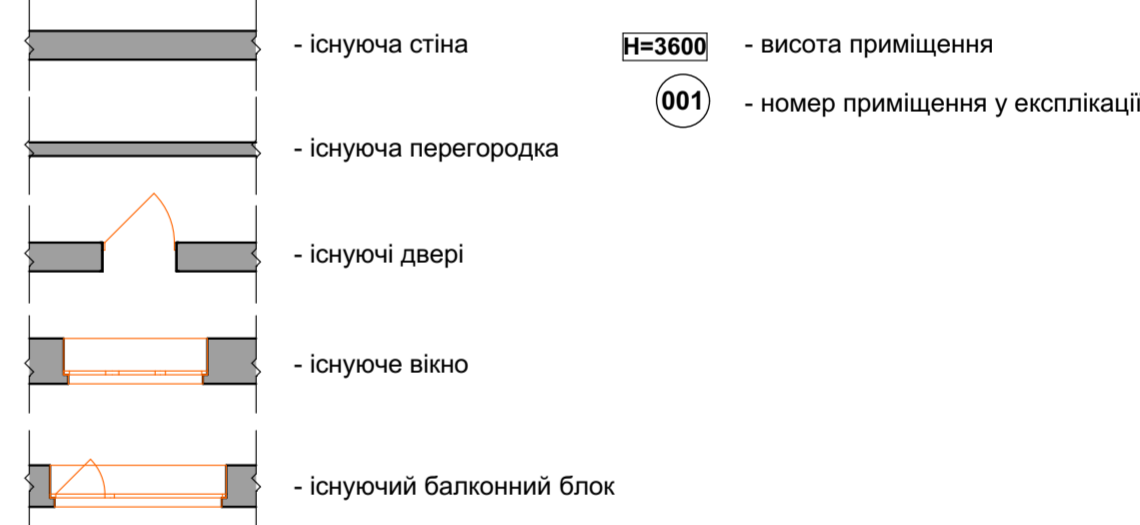 - існуюча стіна
- існуюча перегородка
- існуючі двері
- існуюче вікно
- існуючий балконний блок
H=3600 - висота приміщення
001 - номер приміщення у експлікації